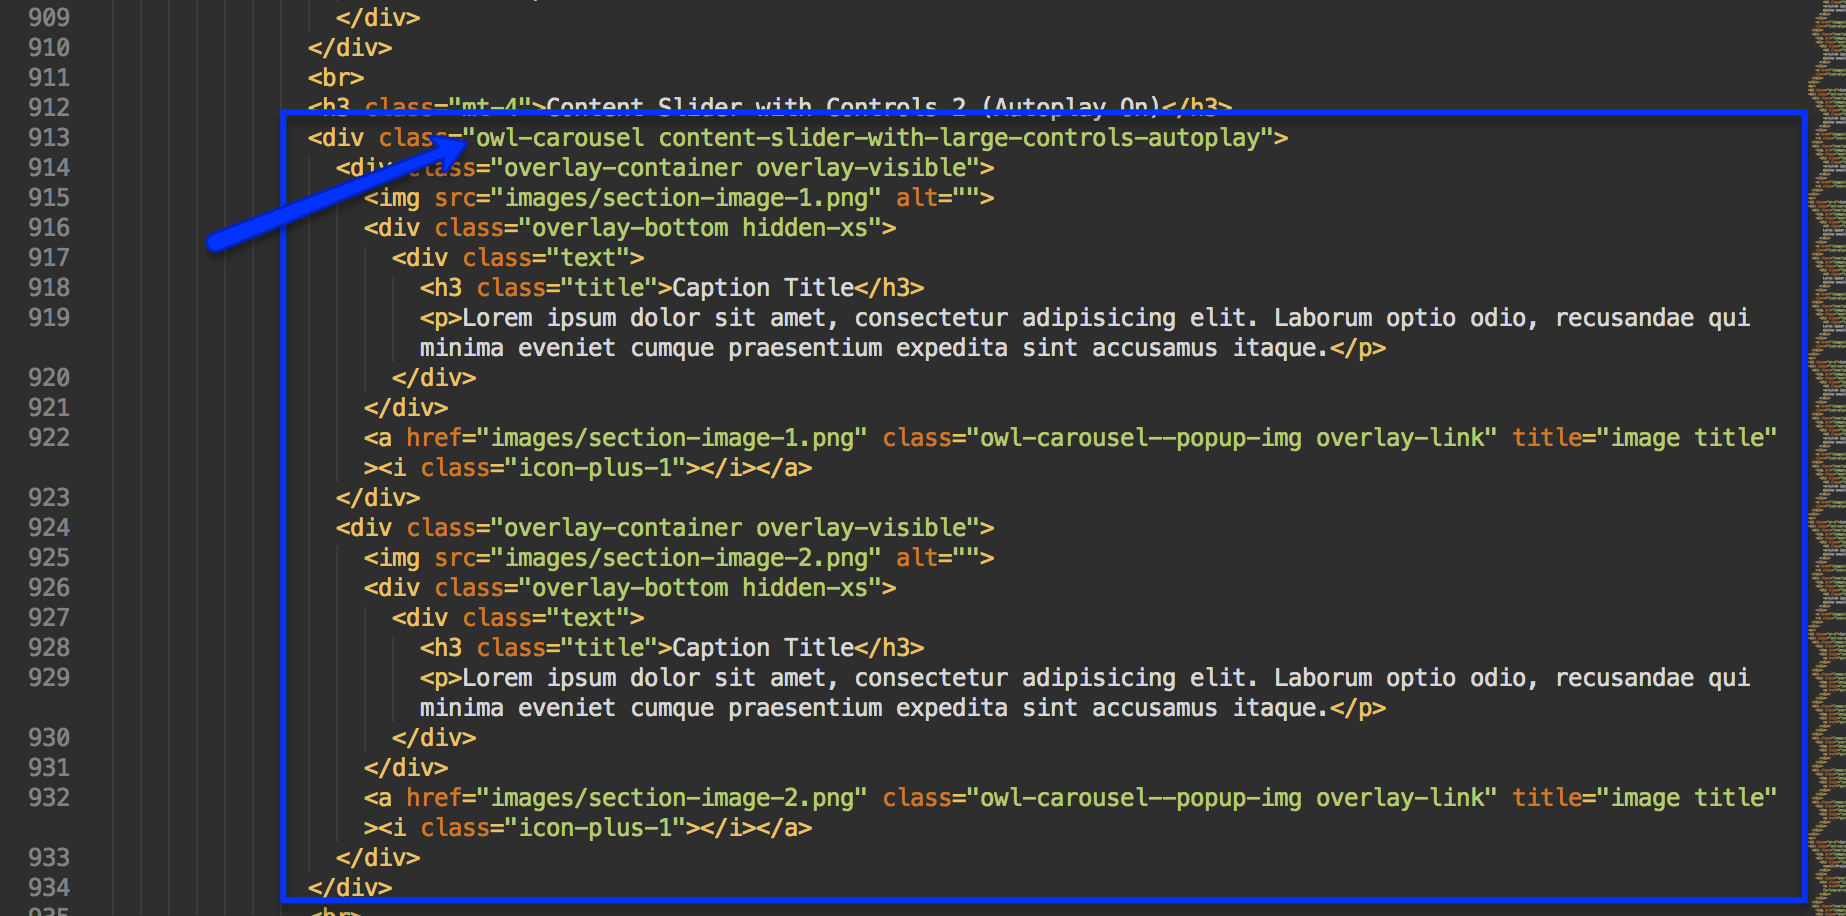 909 </div>
910 </div>
911 <br>
912 <h3 class="mt-4">Content Slider with Controls 2 (Autoplay On)</h3>
913 <div class="owl-carousel content-slider-with-large-controls-autoplay">
914 <div class="overlay-container overlay-visible">
915 <img src="images/section-image-1.png" alt="">
916 <div class="overlay-bottom hidden-xs">
917 <div class="text">
918 <h3 class="title">Caption Title</h3>
919 <p>Lorem ipsum dolor sit amet, consectetur adipisicing elit. Laborum optio odio, recusandae qui
minima eveniet cumque praesentium expedita sint accusamus itaque.</p>
920 </div>
921 </div>
922 <a href="images/section-image-1.png" class="owl-carousel--popup-img overlay-link" title="image title"
><i class="icon-plus-1"></i></a>
923 </div>
924 <div class="overlay-container overlay-visible">
925 <img src="images/section-image-2.png" alt="">
926 <div class="overlay-bottom hidden-xs">
927 <div class="text">
928 <h3 class="title">Caption Title</h3>
929 <p>Lorem ipsum dolor sit amet, consectetur adipisicing elit. Laborum optio odio, recusandae qui
minima eveniet cumque praesentium expedita sint accusamus itaque.</p>
930 </div>
931 </div>
932 <a href="images/section-image-2.png" class="owl-carousel--popup-img overlay-link" title="image title"
><i class="icon-plus-1"></i></a>
933 </div>
934 </div>
935 <br>